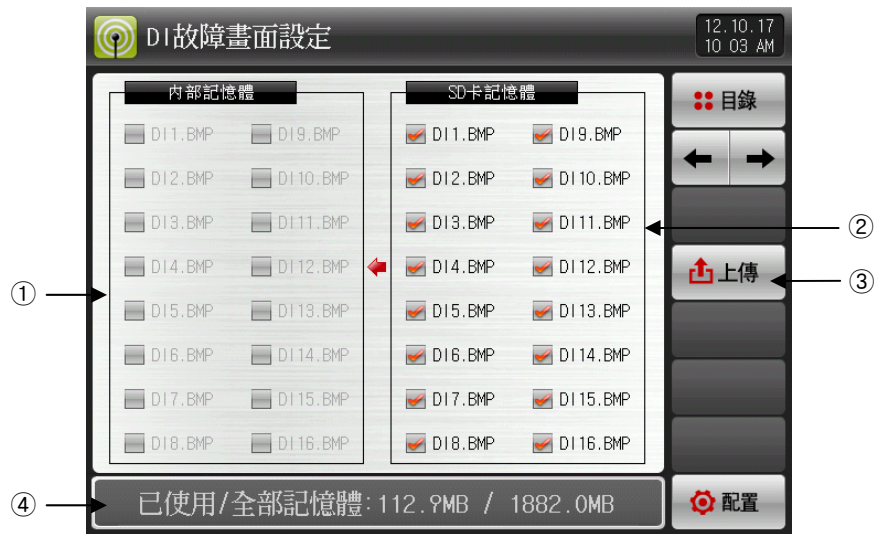 DI故障畫面設定
12.10.17
10 03 AM
內部記憶體
SD卡記憶體
DI1.BMP DI9.BMP DI1.BMP DI9.BMP
DI2.BMP DI10.BMP DI2.BMP DI10.BMP
DI3.BMP DI11.BMP DI3.BMP DI11.BMP
DI4.BMP DI12.BMP DI4.BMP DI12.BMP
DI5.BMP DI13.BMP DI5.BMP DI13.BMP
DI6.BMP DI14.BMP DI6.BMP DI14.BMP
DI7.BMP DI15.BMP DI7.BMP DI15.BMP
DI8.BMP DI16.BMP DI8.BMP DI16.BMP
目錄
上傳
配置
已使用/全部記憶體:112.9MB / 1882.0MB
①
②
③
④